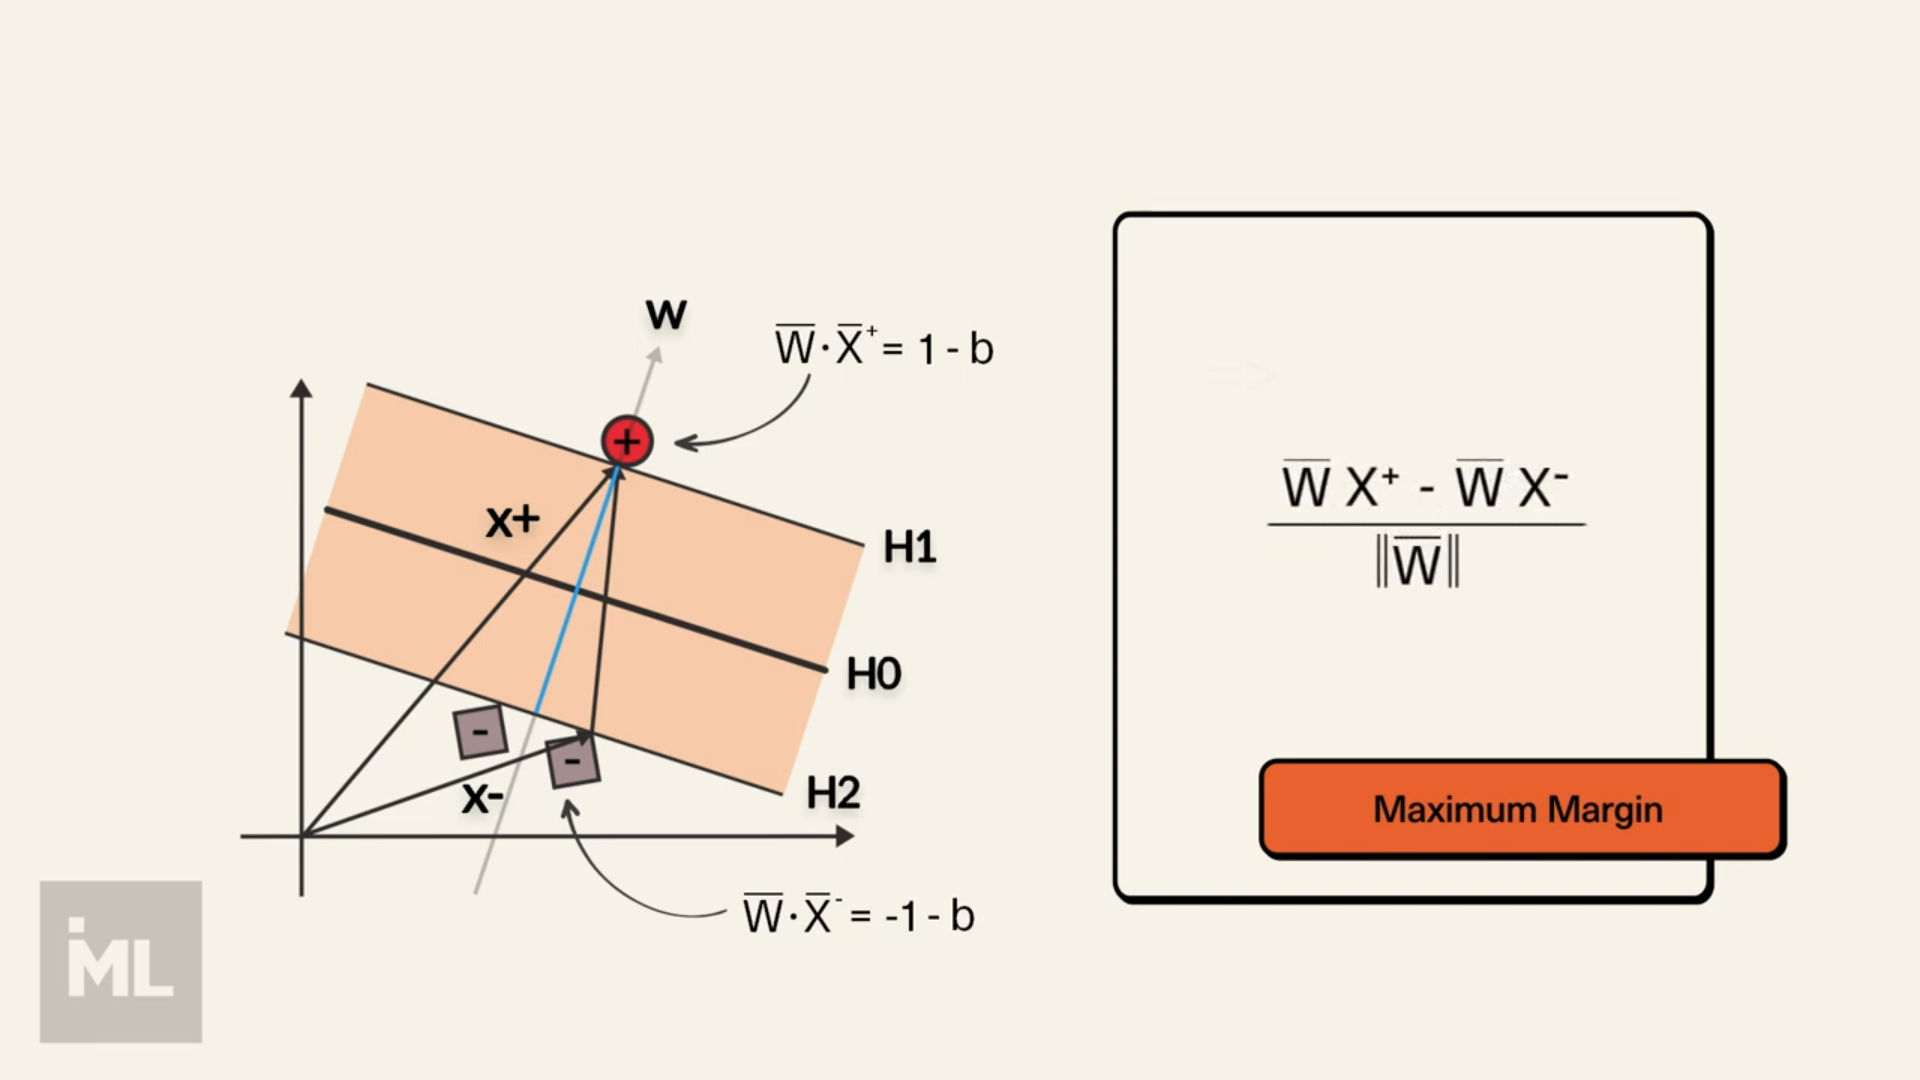 W
W̅·X̅⁺= 1 - b
+
x+
H1
H0
-
-
x-
H2
W̅·X̅⁻= -1 - b
=>
W̅ X⁺ - W̅ X⁻
‖W̅‖
Maximum Margin
iML